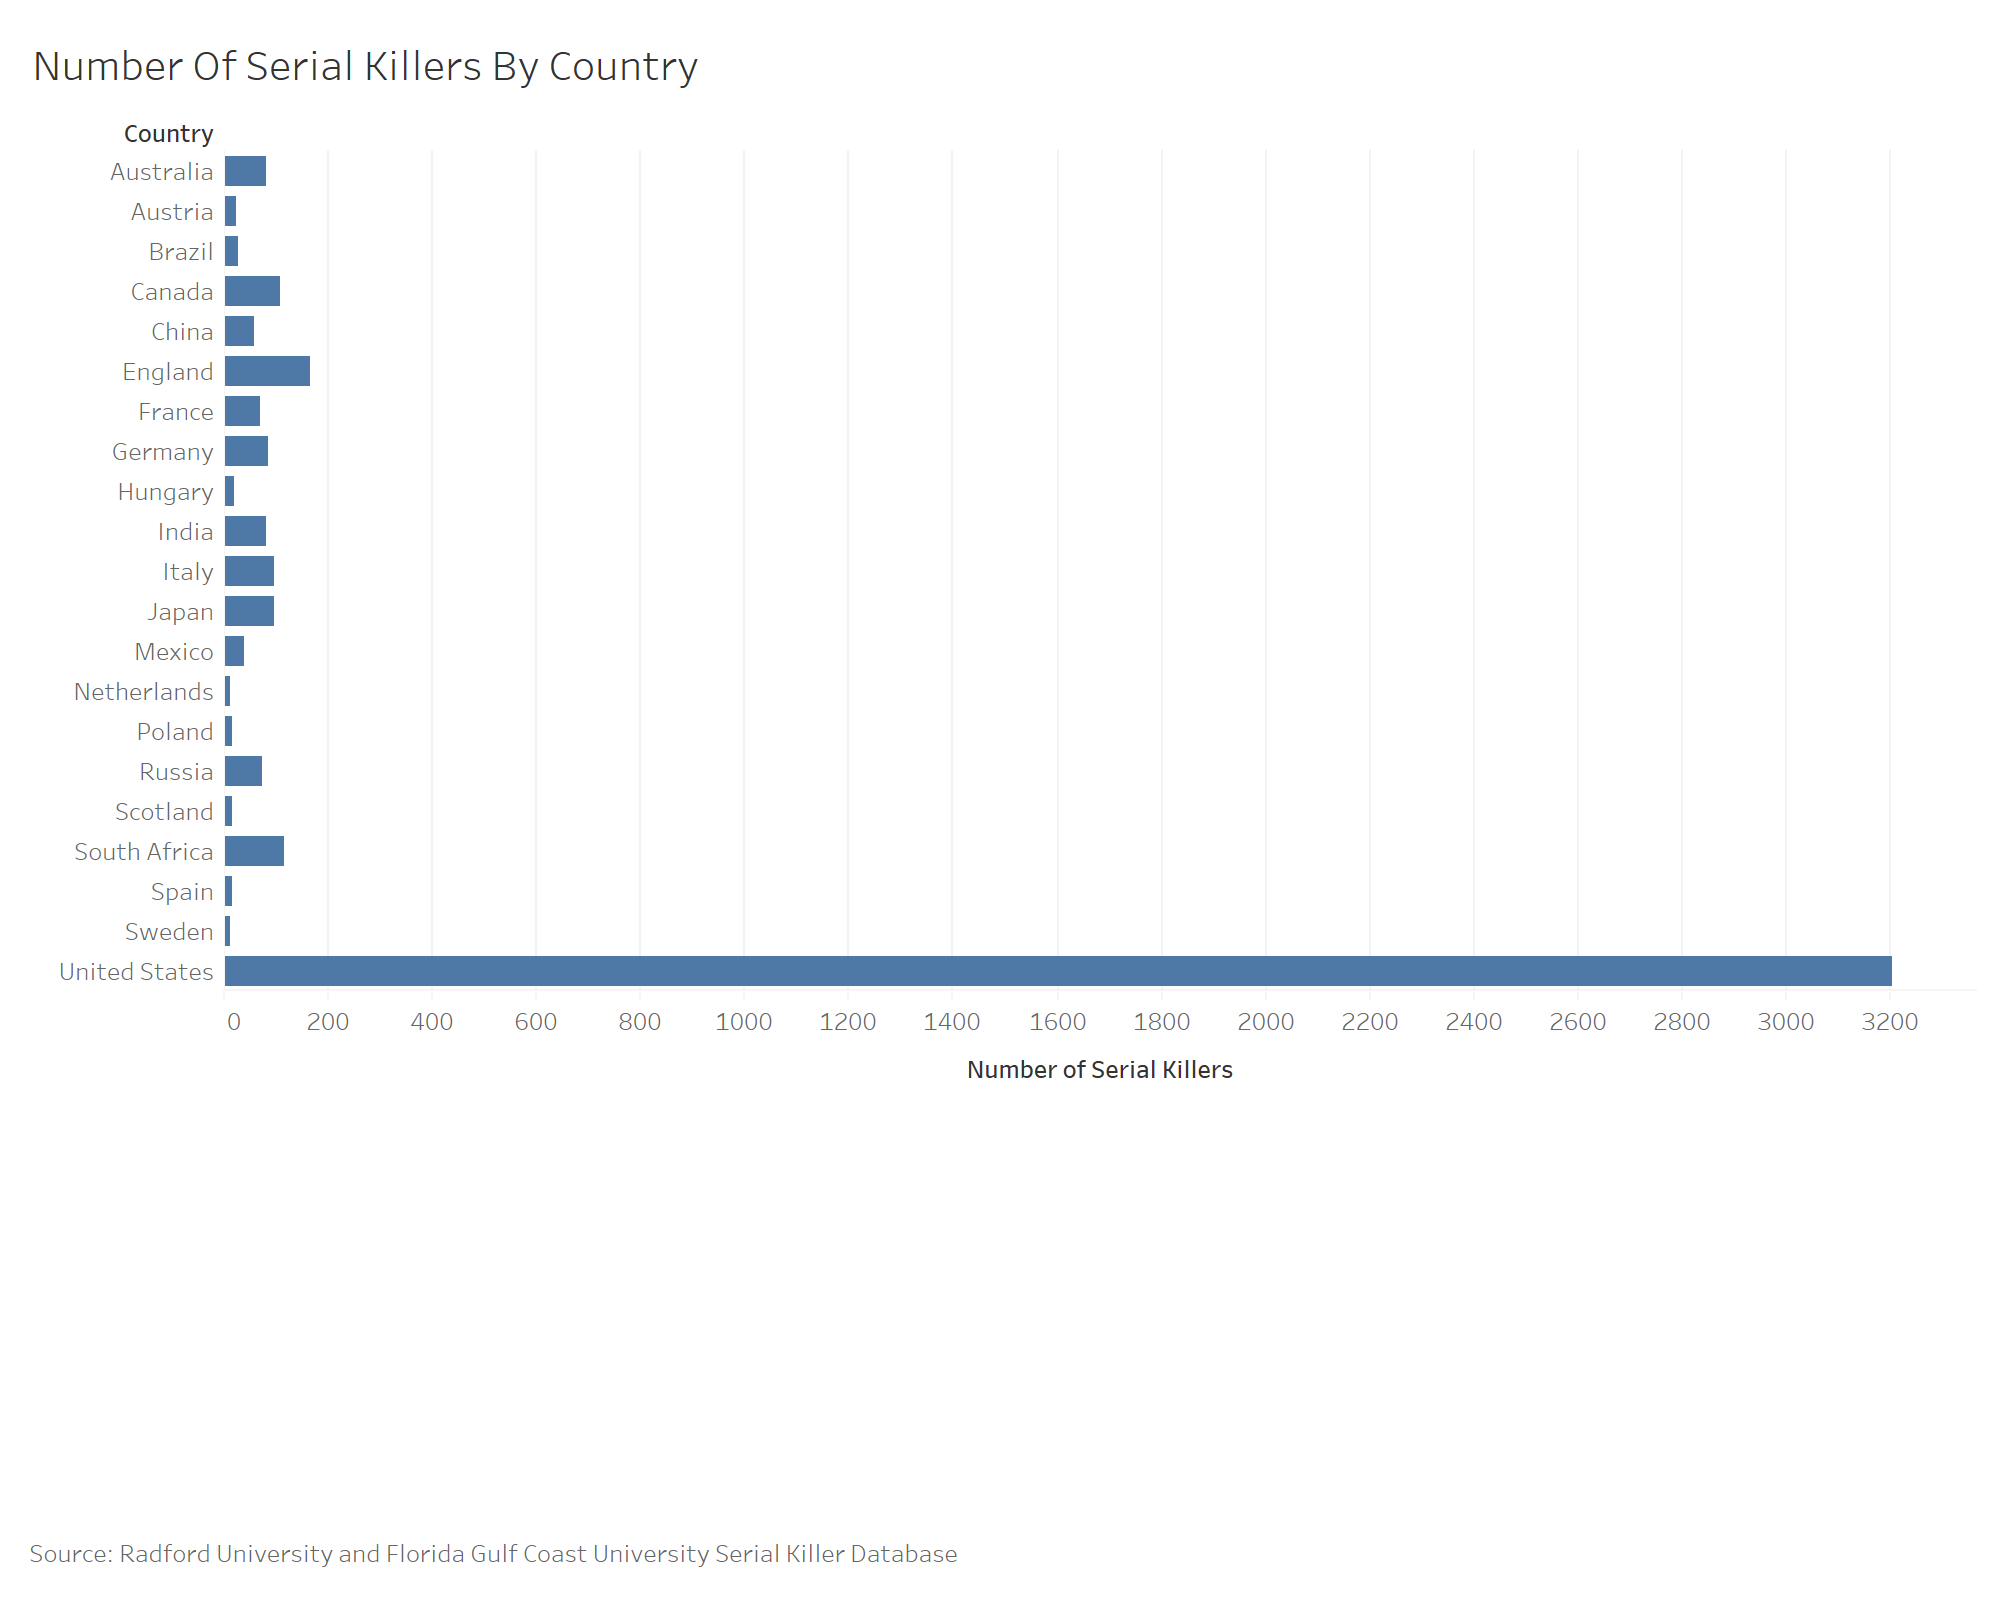 Number Of Serial Killers By Country
Country
Australia
Austria
Brazil
Canada
China
England
France
Germany
Hungary
India
Italy
Japan
Mexico
Netherlands
Poland
Russia
Scotland
South Africa
Spain
Sweden
United States
0 200 400 600 800 1000 1200 1400 1600 1800 2000 2200 2400 2600 2800 3000 3200
Number of Serial Killers
Source: Radford University and Florida Gulf Coast University Serial Killer Database